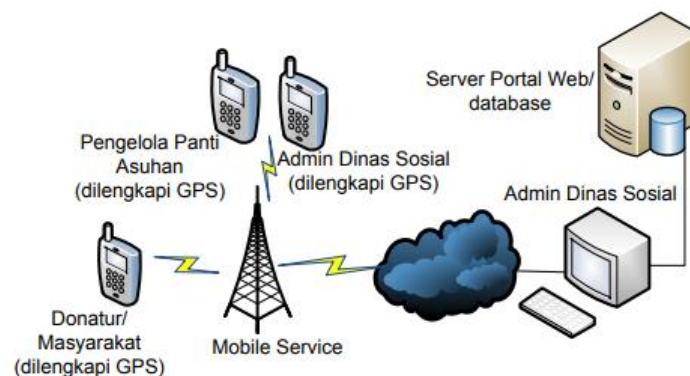 Server Portal Web/
database
Pengelola Panti
Asuhan
(dilengkapi GPS)
Admin Dinas Sosial
(dilengkapi GPS)
Admin Dinas Sosial
Donatur/
Masyarakat
(dilengkapi GPS)
Mobile Service